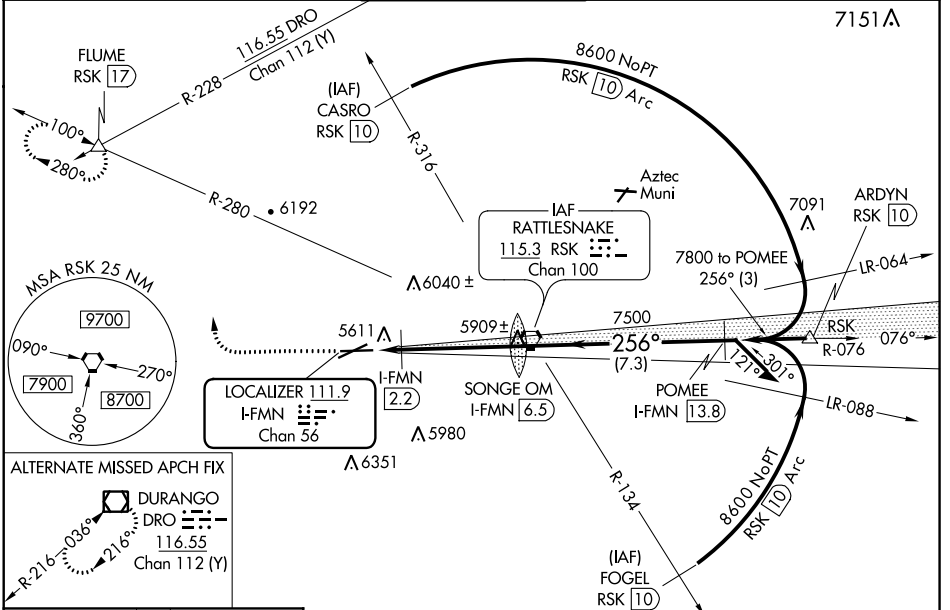 7151
116.55 DRO
Chan 112 (Y)
FLUME
RSK 17
R-228
8600 NoPT
RSK 10 Arc
(IAF)
CASRO
RSK 10
100°
280°
R-316
Aztec
Muni
R-280
6192
IAF
RATTLESNAKE
115.3 RSK
Chan 100
7091
ARDYN
RSK 10
7800 to POMEE
256° (3)
LR-064
MSA RSK 25 NM
9700
090°
270°
7900
8700
360°
6040 ±
5611
5909 ±
7500
256°
(7.3)
RSK
R-076
076°
121°
301°
LOCALIZER 111.9
I-FMN
Chan 56
I-FMN
2.2
SONGE OM
I-FMN 6.5
POMEE
I-FMN 13.8
LR-088
5980
6351
ALTERNATE MISSED APCH FIX
DURANGO
DRO
116.55
Chan 112 (Y)
R-216
036°
216°
R-134
8600 NoPT
RSK 10 Arc
(IAF)
FOGEL
RSK 10